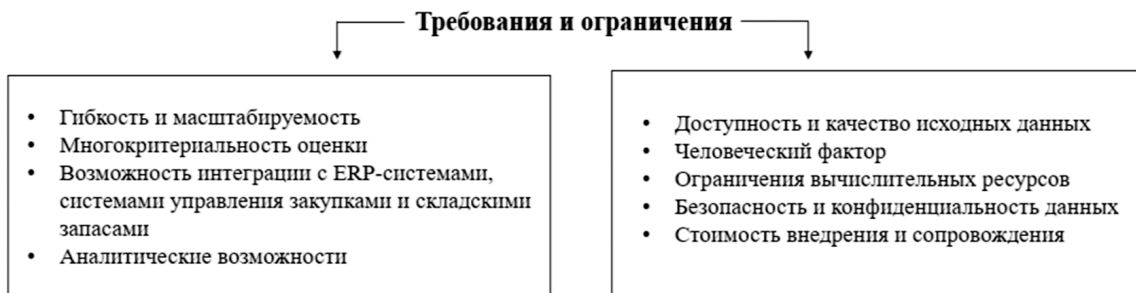 Требования и ограничения
• Гибкость и масштабируемость
• Многокритериальность оценки
• Возможность интеграции с ERP-системами,
системами управления закупками и складскими
запасами
• Аналитические возможности
• Доступность и качество исходных данных
• Человеческий фактор
• Ограничения вычислительных ресурсов
• Безопасность и конфиденциальность данных
• Стоимость внедрения и сопровождения